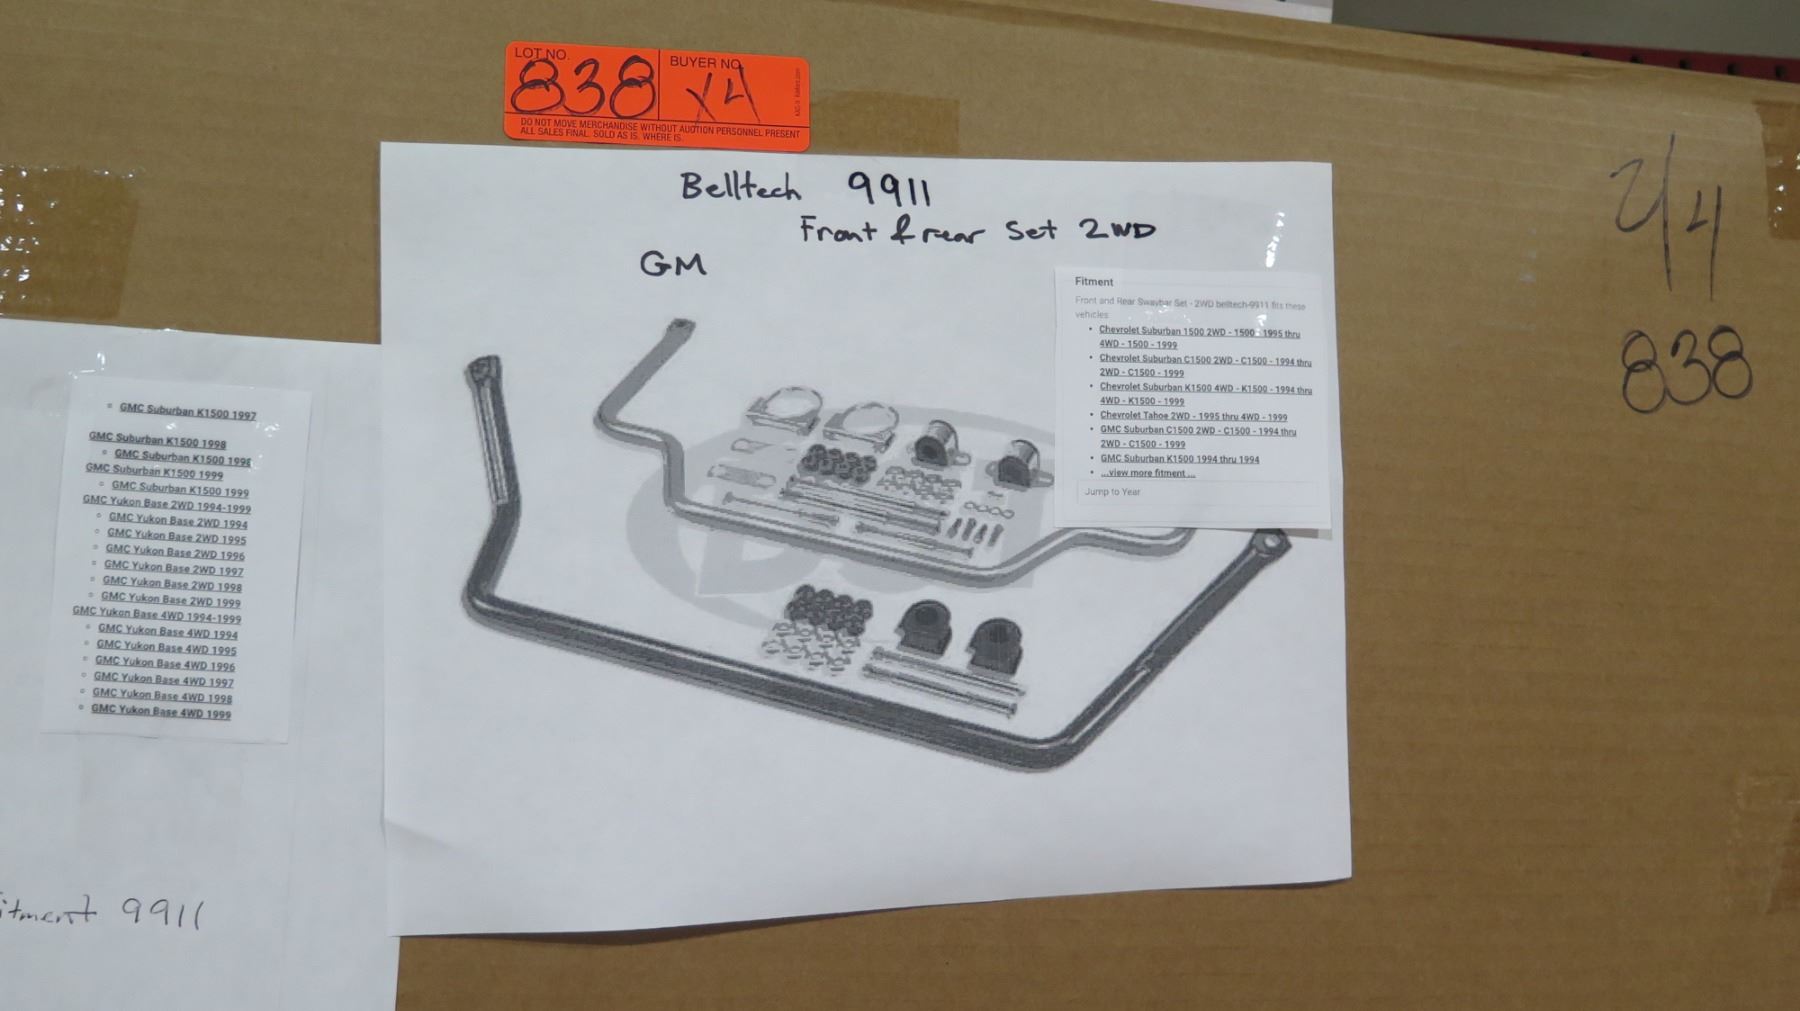 LOT NO.
838
BUYER NO.
X4
DO NOT MOVE MERCHANDISE WITHOUT AUCTION PERSONNEL PRESENT
ALL SALES FINAL. SOLD AS IS. WHERE IS.
Belltech 9911
Front & rear Set 2WD
GM
Fitment
Front and Rear Swaybar Set - 2WD belltech-9911 fits these
vehicles
• Chevrolet Suburban 1500 2WD - 1500 - 1995 thru
4WD - 1500 - 1999
• Chevrolet Suburban C1500 2WD - C1500 - 1994 thru
2WD - C1500 - 1999
• Chevrolet Suburban K1500 4WD - K1500 - 1994 thru
4WD - K1500 - 1999
• Chevrolet Tahoe 2WD - 1995 thru 4WD - 1999
• GMC Suburban C1500 2WD - C1500 - 1994 thru
2WD - C1500 - 1999
• GMC Suburban K1500 1994 thru 1994
• ...view more fitment ...
Jump to Year
838
GMC Suburban K1500 1997
GMC Suburban K1500 1998
GMC Suburban K1500 1998
GMC Suburban K1500 1999
GMC Suburban K1500 1999
GMC Yukon Base 2WD 1994-1999
GMC Yukon Base 2WD 1994
GMC Yukon Base 2WD 1995
GMC Yukon Base 2WD 1996
GMC Yukon Base 2WD 1997
GMC Yukon Base 2WD 1998
GMC Yukon Base 2WD 1999
GMC Yukon Base 4WD 1994-1999
GMC Yukon Base 4WD 1994
GMC Yukon Base 4WD 1995
GMC Yukon Base 4WD 1996
GMC Yukon Base 4WD 1997
GMC Yukon Base 4WD 1998
GMC Yukon Base 4WD 1999
itment 9911